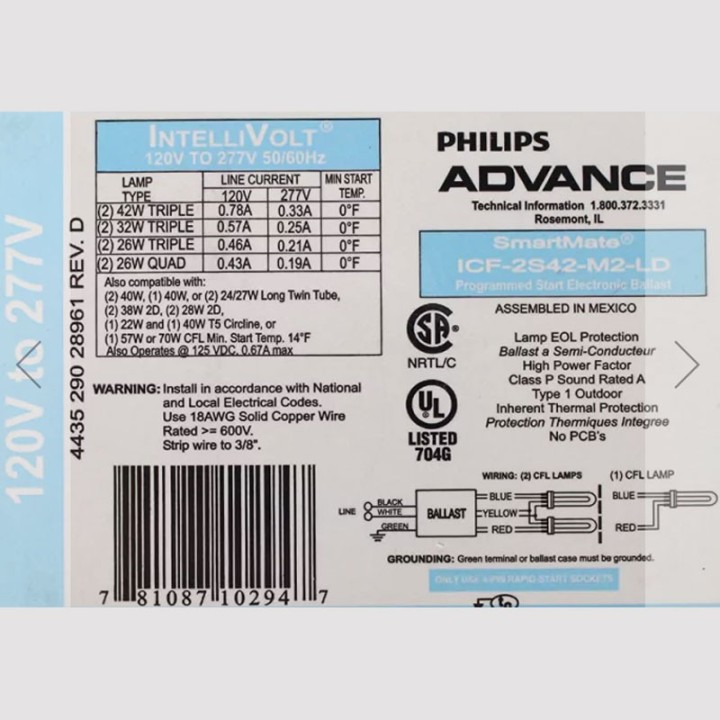 120V to 277V
4435 290 28961 REV. D
INTELLIVOLT®
120V TO 277V 50/60Hz
LAMP TYPE LINE CURRENT MIN START TEMP.
120V 277V
(2) 42W TRIPLE 0.78A 0.33A 0°F
(2) 32W TRIPLE 0.57A 0.25A 0°F
(2) 26W TRIPLE 0.46A 0.21A 0°F
(2) 26W QUAD 0.43A 0.19A 0°F
Also compatible with:
(2) 40W, (1) 40W, or (2) 24/27W Long Twin Tube,
(2) 38W 2D, (2) 28W 2D,
(1) 22W and (1) 40W T5 Circline, or
(1) 57W or 70W CFL Min. Start Temp. 14°F
Also Operates @ 125 VDC, 0.67A max
WARNING: Install in accordance with National
and Local Electrical Codes.
Use 18AWG Solid Copper Wire
Rated >= 600V.
Strip wire to 3/8".
7 81087 10294 7
PHILIPS
ADVANCE
Technical Information 1.800.372.3331
Rosemont, IL
SmartMate®
ICF-2S42-M2-LD
Programmed Start Electronic Ballast
ASSEMBLED IN MEXICO
SA®
NRTL/C
UL
LISTED
704G
Lamp EOL Protection
Ballast a Semi-Conducteur
High Power Factor
Class P Sound Rated A
Type 1 Outdoor
Inherent Thermal Protection
Protection Thermiques Integree
No PCB's
WIRING: (2) CFL LAMPS (1) CFL LAMP
LINE BLACK WHITE GREEN BALLAST BLUE YELLOW RED BLUE RED
GROUNDING: Green terminal or ballast case must be grounded.
ONLY USE 4-PIN RAPID START SOCKETS